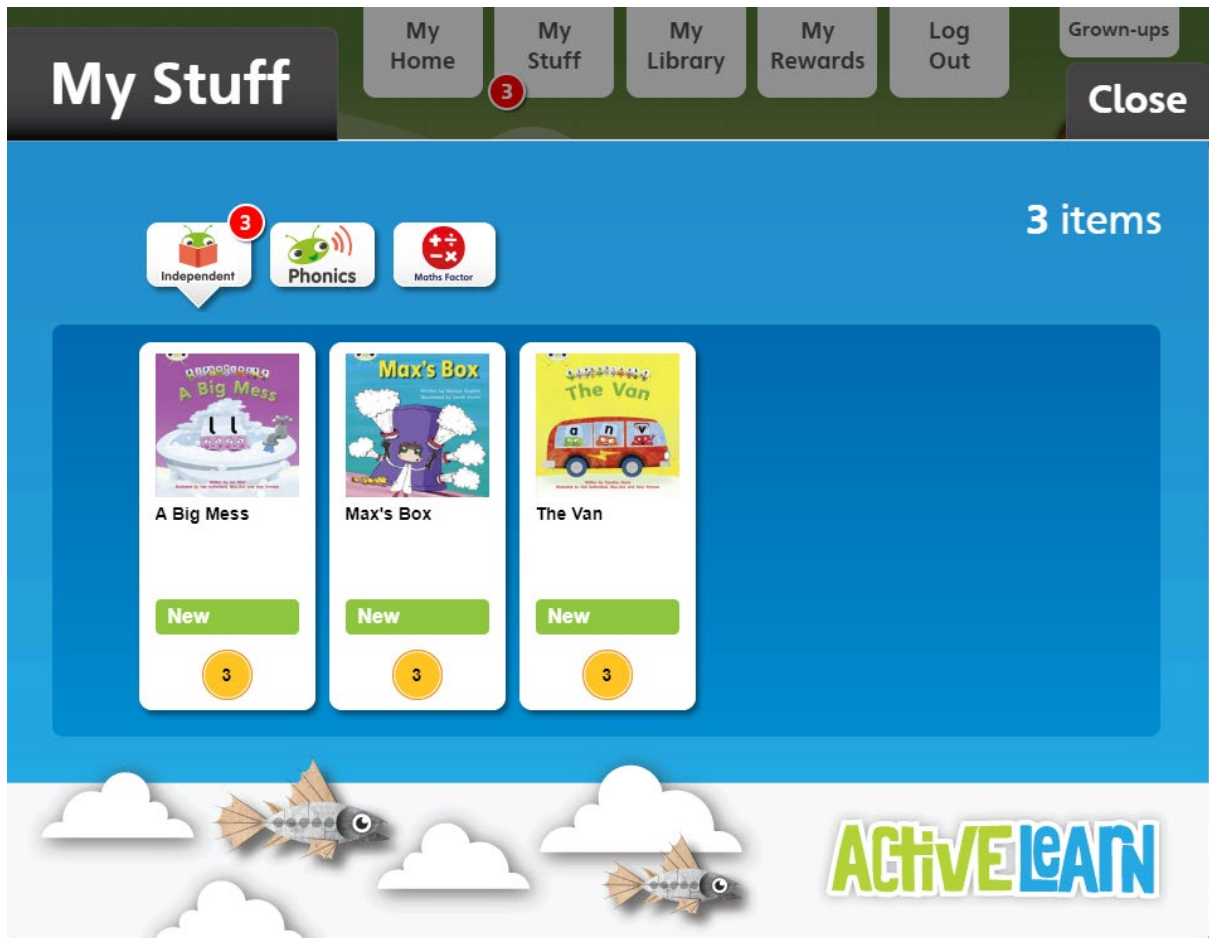 My Home
My Stuff
My Library
My Rewards
Log Out
Grown-ups
My Stuff
3
Close
3 items
3
Independent
Phonics
Maths Factor
A Big Mess
l l
Max's Box
The Van
a n v
A Big Mess
Max's Box
The Van
New
New
New
3
3
3
ACTIVE LEARN